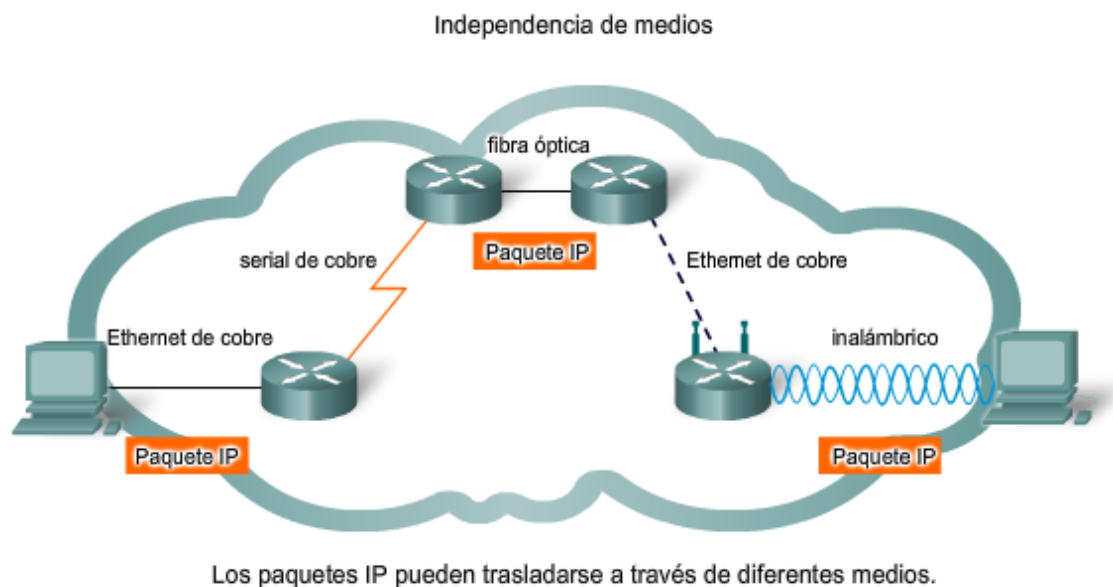 Independencia de medios
fibra óptica
serial de cobre
Paquete IP
Ethernet de cobre
Ethernet de cobre
inalámbrico
Paquete IP
Paquete IP
Los paquetes IP pueden trasladarse a través de diferentes medios.